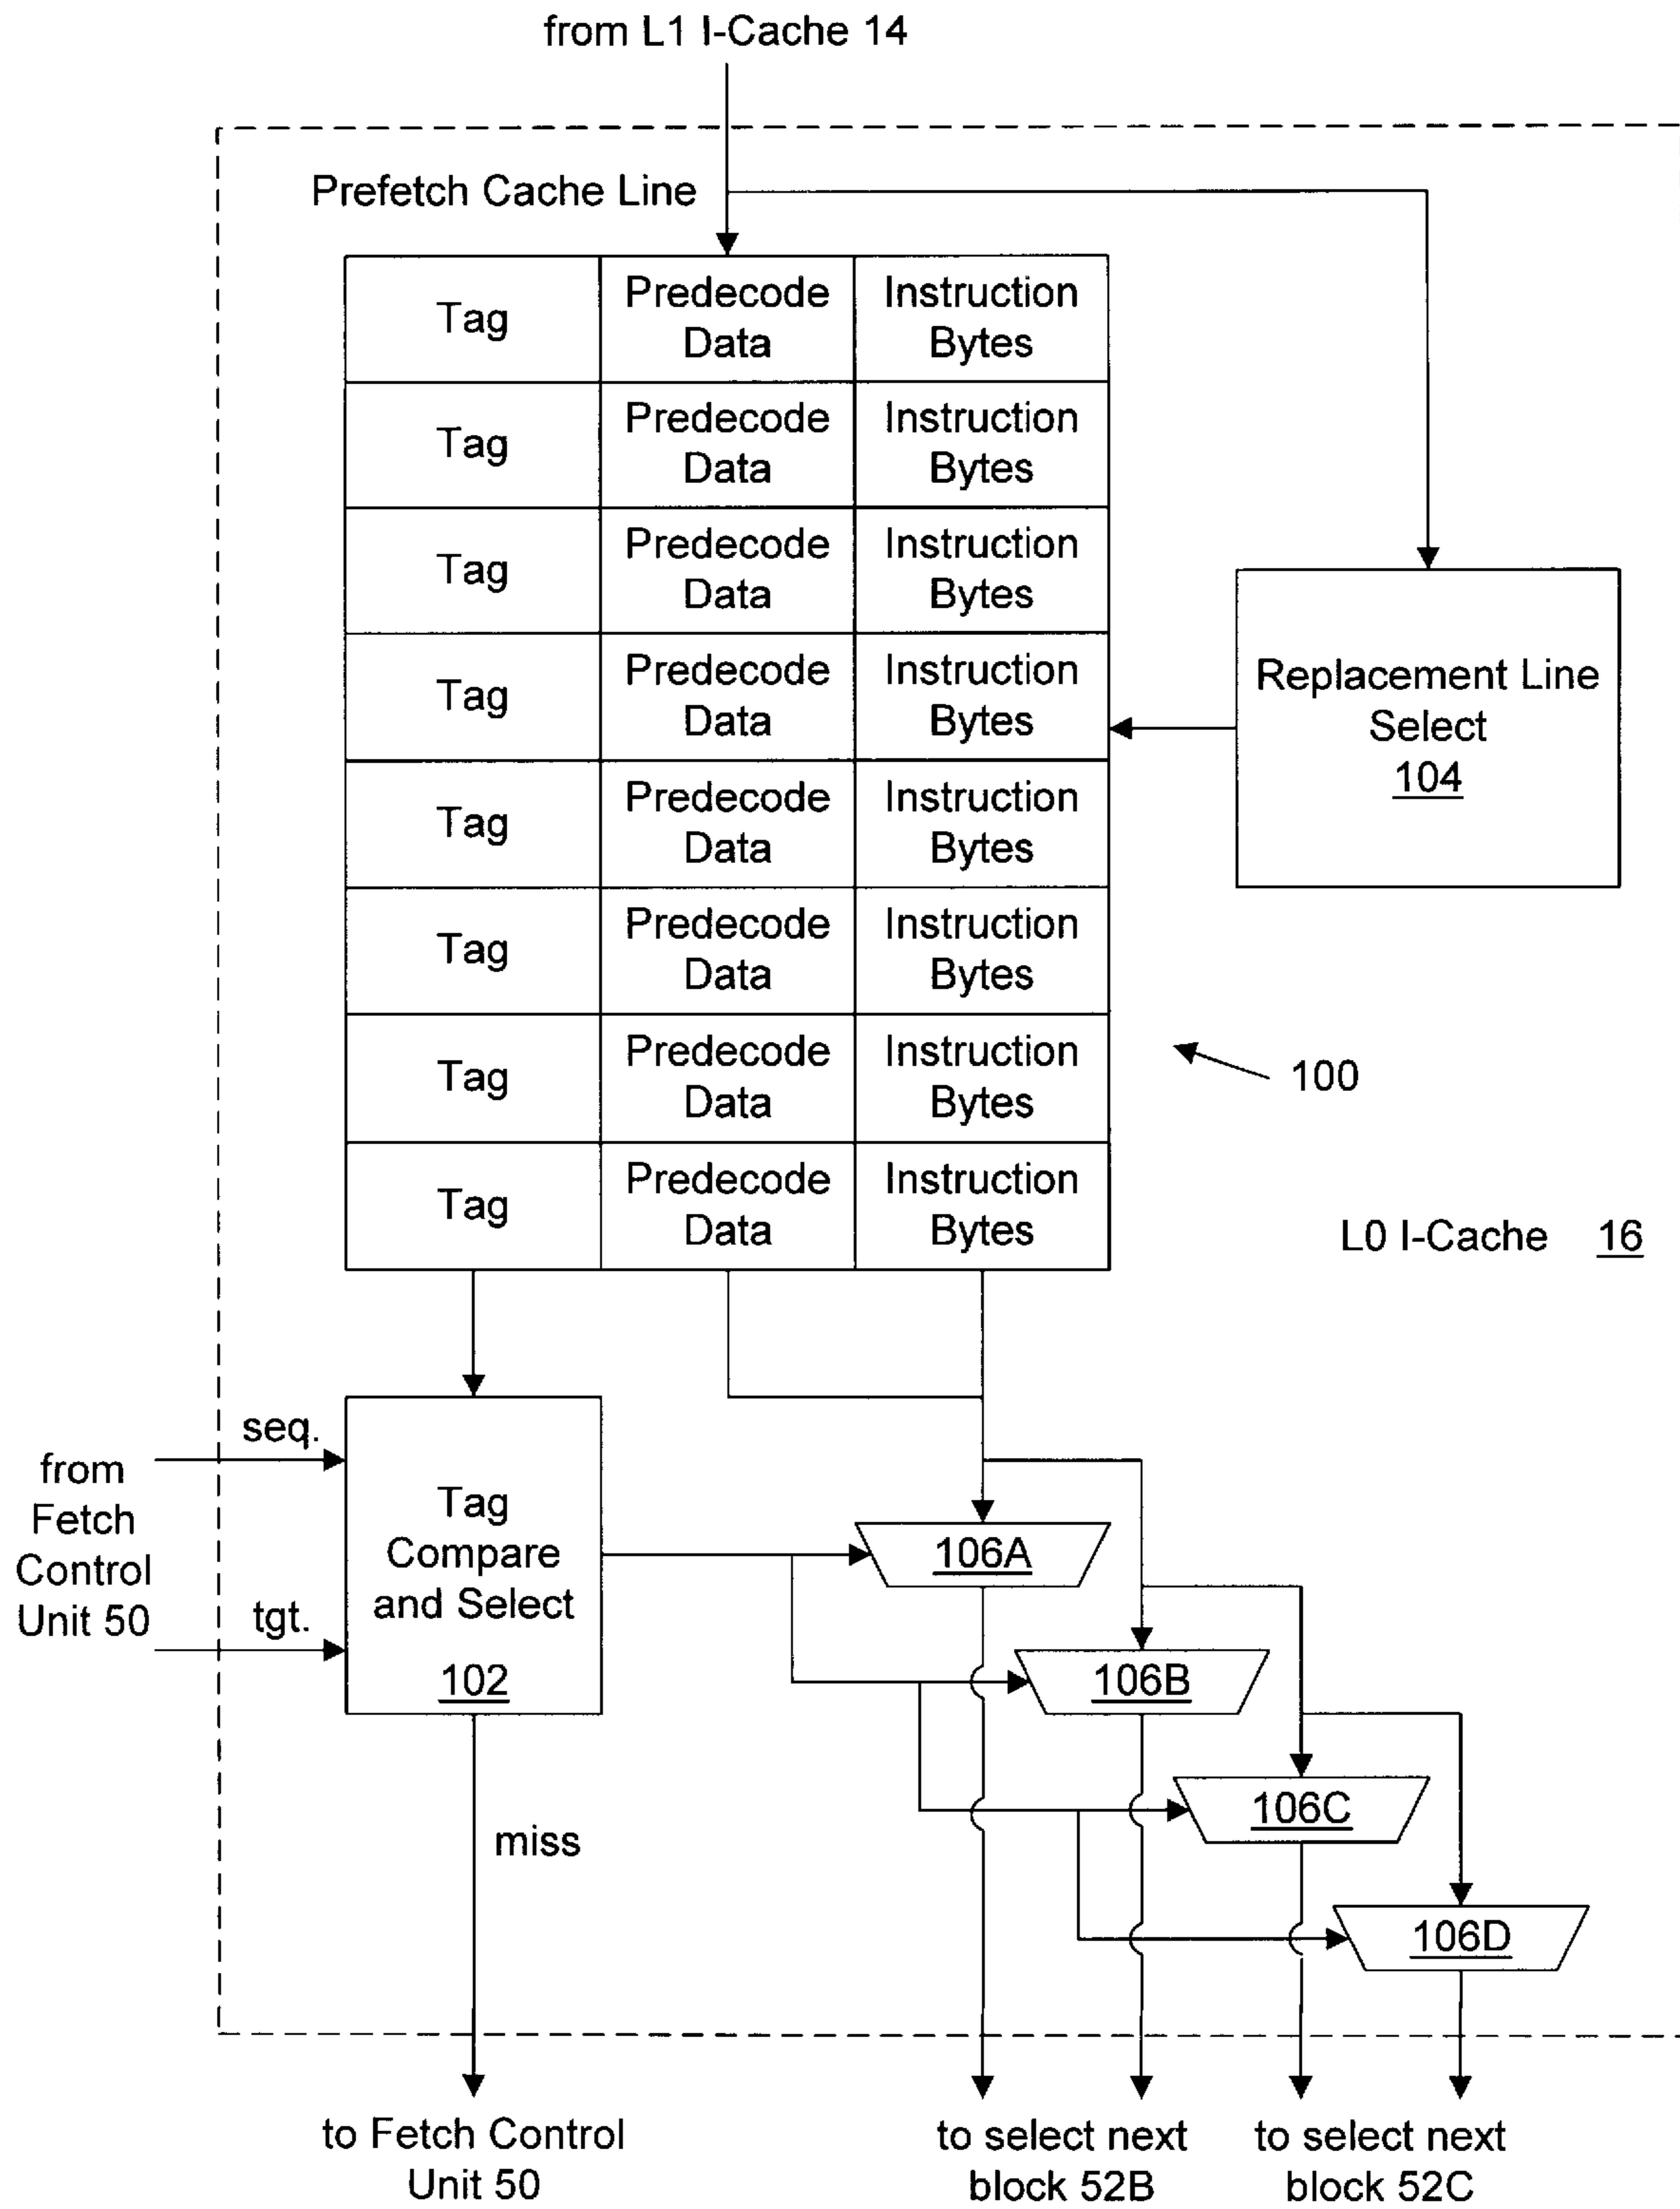 from L1 I-Cache 14
Prefetch Cache Line
Tag
Predecode
Data
Instruction
Bytes
Tag
Predecode
Data
Instruction
Bytes
Tag
Predecode
Data
Instruction
Bytes
Tag
Predecode
Data
Instruction
Bytes
Replacement Line
Select
104
Tag
Predecode
Data
Instruction
Bytes
Tag
Predecode
Data
Instruction
Bytes
Tag
Predecode
Data
Instruction
Bytes
100
Tag
Predecode
Data
Instruction
Bytes
L0 I-Cache 16
seq.
from
Fetch
Control
Unit 50
tgt.
Tag
Compare
and Select
102
106A
106B
106C
106D
miss
to Fetch Control
Unit 50
to select next
block 52B
to select next
block 52C